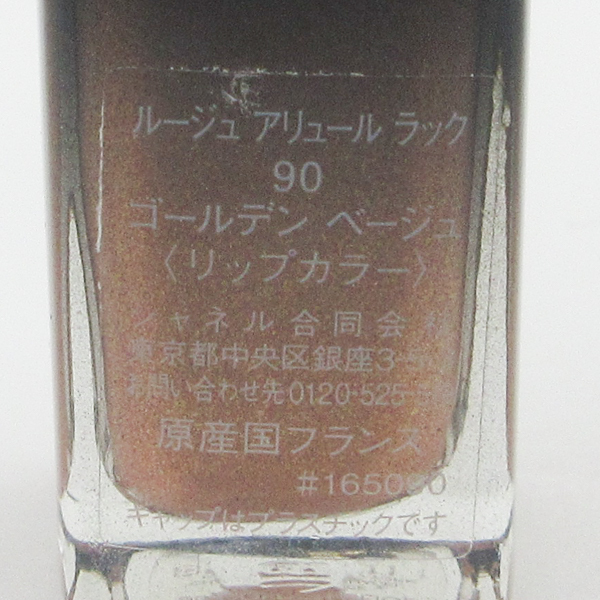 ルージュ アリュール ラック
90
ゴールデン ベージュ
〈リップカラー〉
シャネル合同会社
東京都中央区銀座3-5
お問い合わせ先0120-525-5
原産国フランス
#165090
キャップはプラスチックです